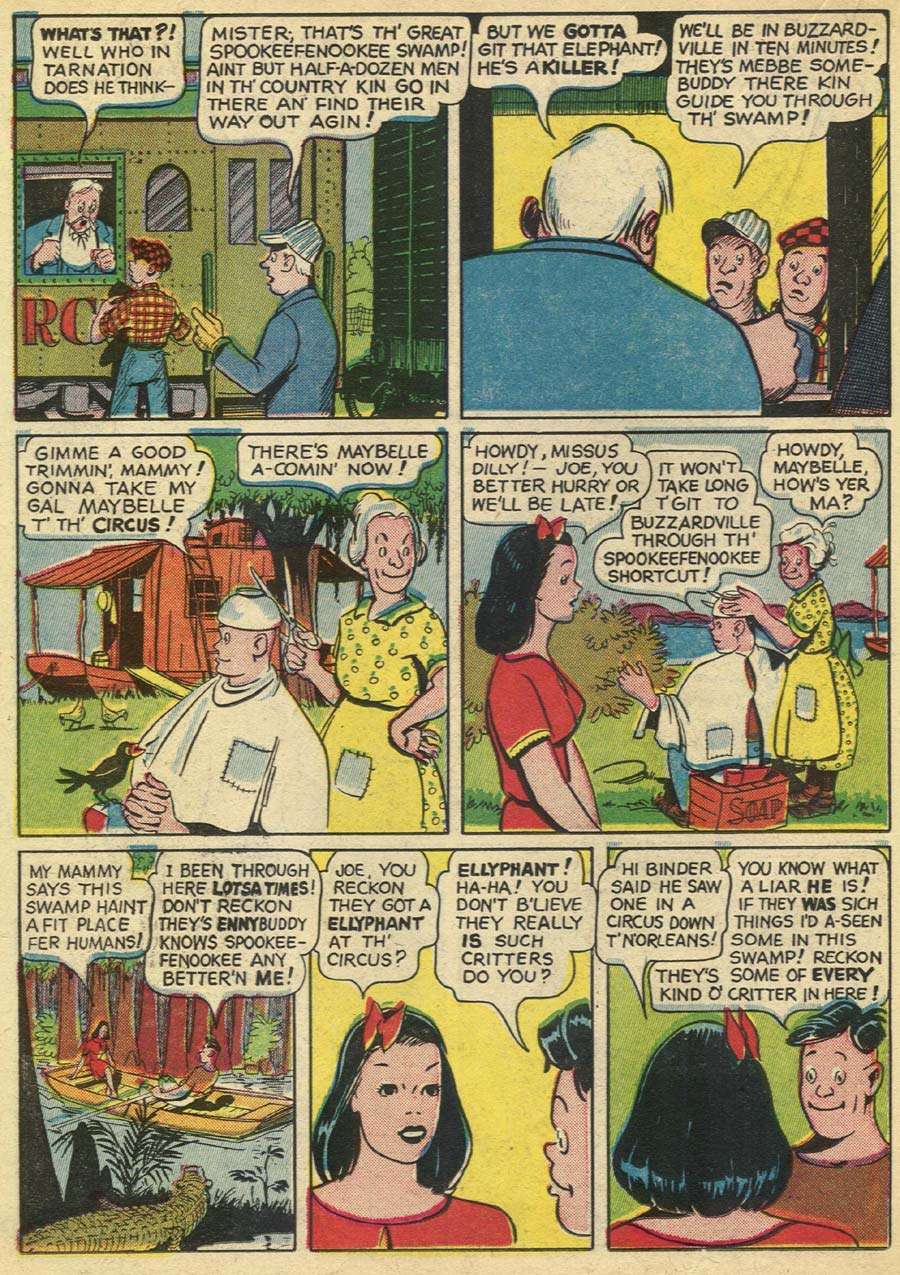 WHAT'S THAT?!
WELL WHO IN
TARNATION
DOES HE THINK—
MISTER, THAT'S TH' GREAT
SPOOKEEFENOOKEE SWAMP!
AINT BUT HALF-A-DOZEN MEN
IN TH' COUNTRY KIN GO IN
THERE AN' FIND THEIR
WAY OUT AGIN!
RC
BUT WE GOTTA
GIT THAT ELEPHANT!
HE'S A KILLER!
WE'LL BE IN BUZZARD-
VILLE IN TEN MINUTES!
THEY'S MEBBE SOME-
BUDDY THERE KIN
GUIDE YOU THROUGH
TH' SWAMP!
GIMME A GOOD
TRIMMIN', MAMMY!
GONNA TAKE MY
GAL MAYBELLE
T' TH' CIRCUS!
THERE'S MAYBELLE
A-COMIN' NOW!
HOWDY, MISSUS
DILLY!—JOE, YOU
BETTER HURRY OR
WE'LL BE LATE!
IT WON'T
TAKE LONG
T'GIT TO
BUZZARDVILLE
THROUGH TH'
SPOOKEEFENOOKEE
SHORTCUT!
HOWDY,
MAYBELLE,
HOW'S YER
MA?
SOAP
MY MAMMY
SAYS THIS
SWAMP HAINT
A FIT PLACE
FER HUMANS!
I BEEN THROUGH
HERE LOTSA TIMES!
DON'T RECKON
THEY'S ENNYBUDDY
KNOWS SPOOKEE-
FENOOKEE ANY
BETTER'N ME!
JOE, YOU
RECKON
THEY GOT A
ELLYPHANT
AT TH'
CIRCUS?
ELLYPHANT!
HA-HA! YOU
DON'T B'LIEVE
THEY REALLY
IS SUCH
CRITTERS
DO YOU?
HI BINDER
SAID HE SAW
ONE IN A
CIRCUS DOWN
T'N'ORLEANS!
YOU KNOW WHAT
A LIAR HE IS!
IF THEY WAS SICH
THINGS I'D A-SEEN
SOME IN THIS
SWAMP! RECKON
THEY'S SOME OF EVERY
KIND O' CRITTER IN HERE!